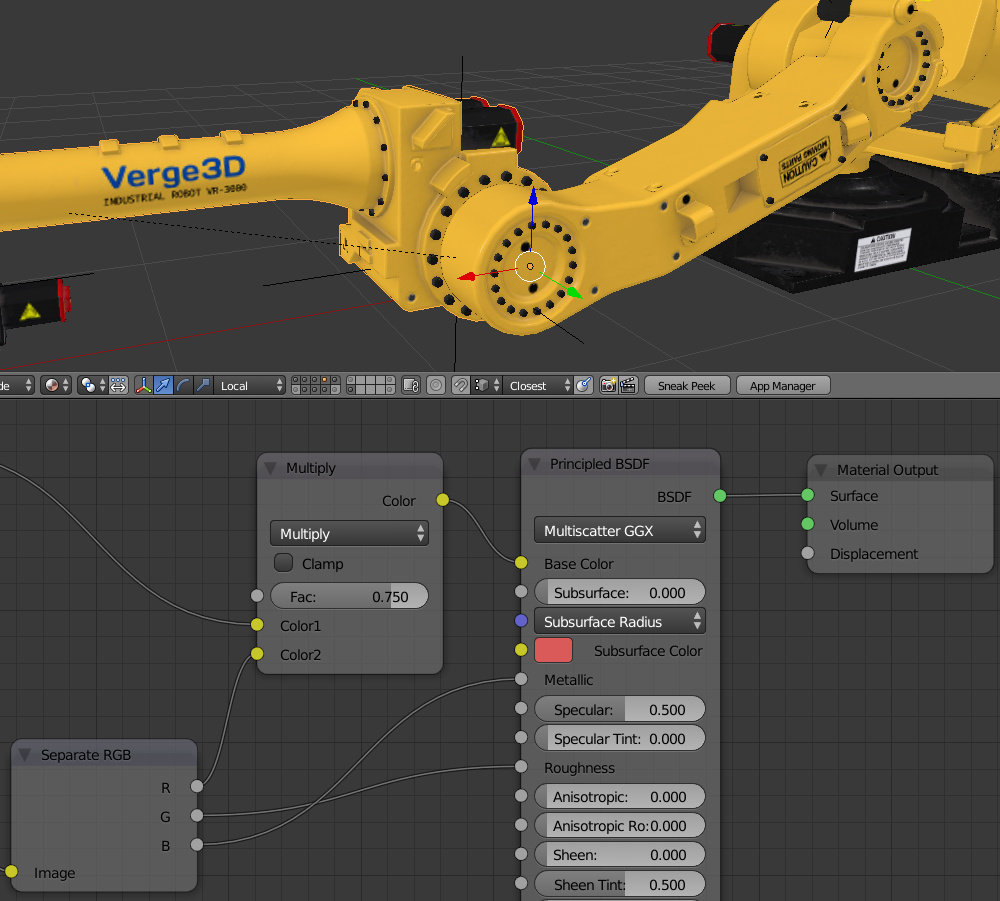 Verge3D
INDUSTRIAL ROBOT VR-3000
CAUTION
MOVING PARTS
CAUTION
de
Local
Closest
Sneak Peek
App Manager
Multiply
Color
Multiply
Clamp
Fac: 0.750
Color1
Color2
Separate RGB
R
G
B
Image
Principled BSDF
BSDF
Multiscatter GGX
Base Color
Subsurface: 0.000
Subsurface Radius
Subsurface Color
Metallic
Specular: 0.500
Specular Tint: 0.000
Roughness
Anisotropic: 0.000
Anisotropic Ro:0.000
Sheen: 0.000
Sheen Tint: 0.500
Material Output
Surface
Volume
Displacement